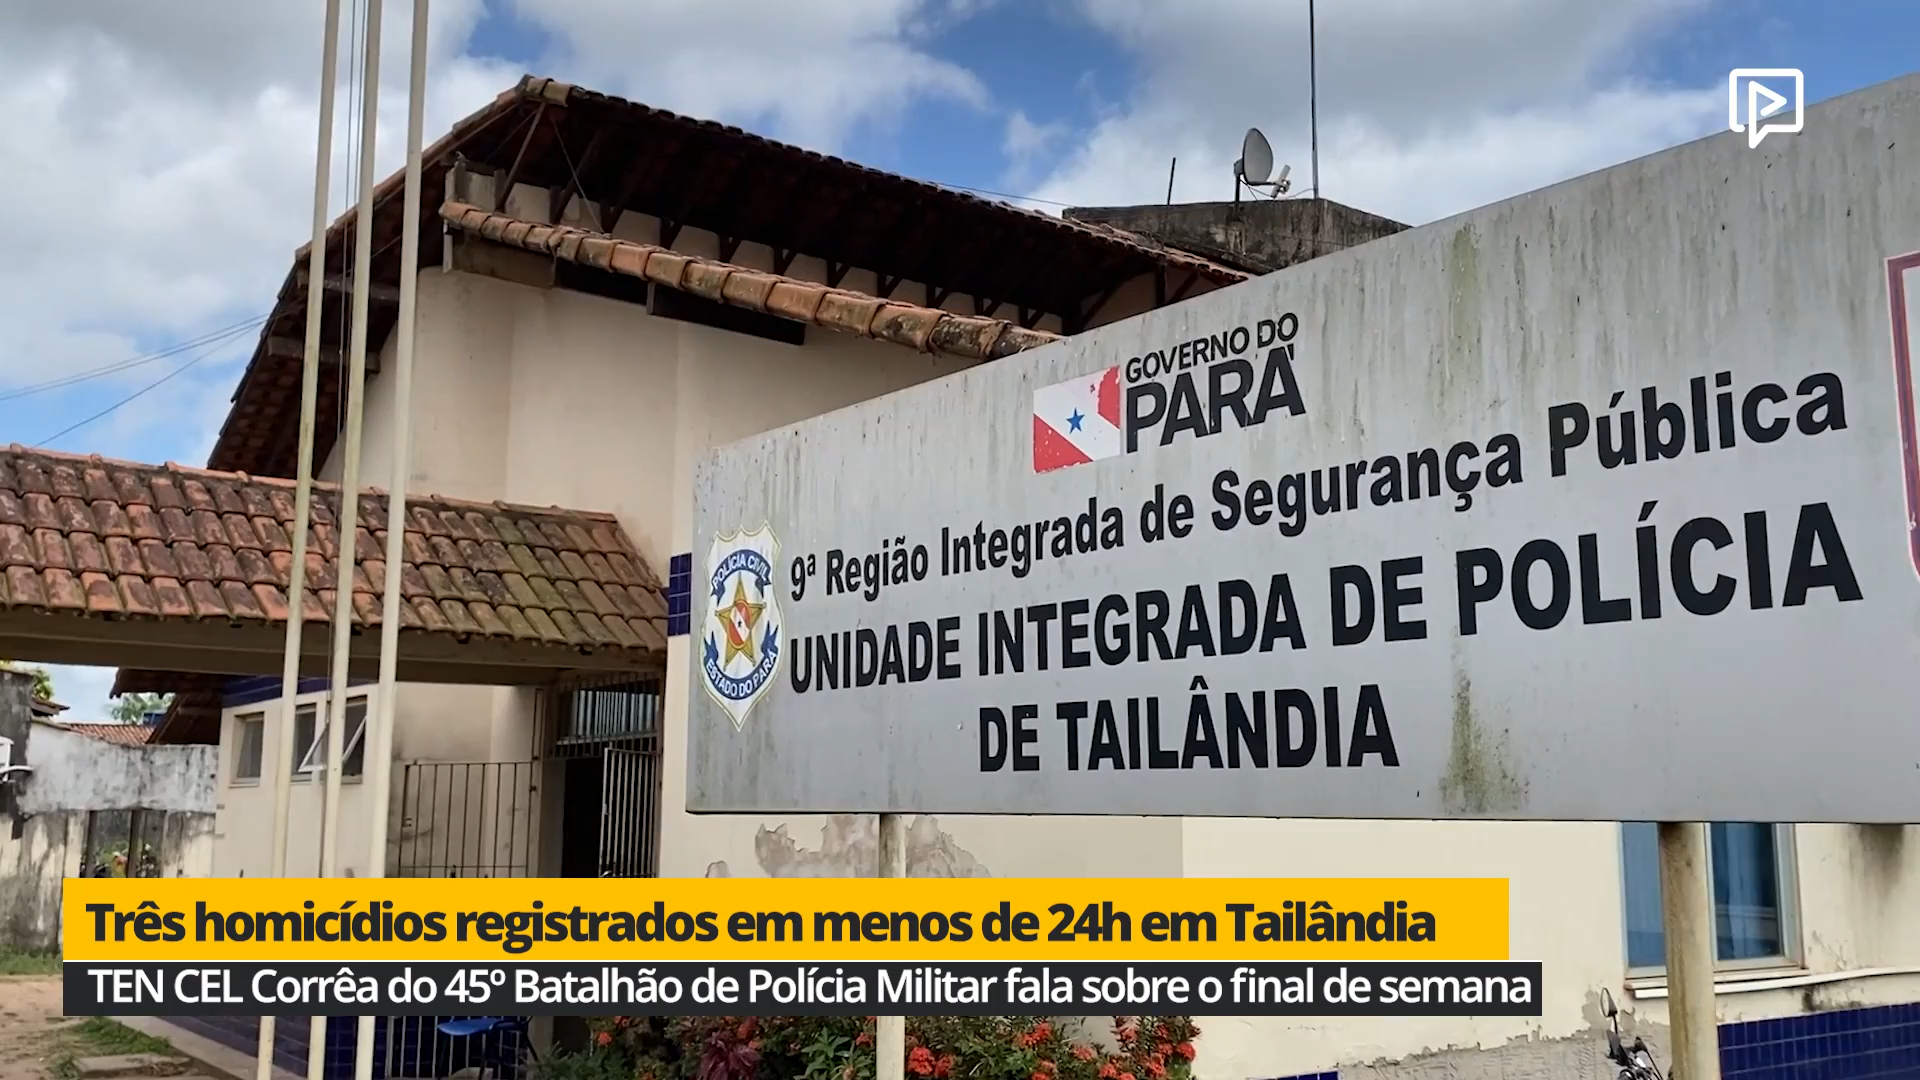 GOVERNO DO
PARÁ
9ª Região Integrada de Segurança Pública
UNIDADE INTEGRADA DE POLÍCIA
DE TAILÂNDIA
POLÍCIA CIVIL
ESTADO DO PARÁ
Três homicídios registrados em menos de 24h em Tailândia
TEN CEL Corrêa do 45º Batalhão de Polícia Militar fala sobre o final de semana